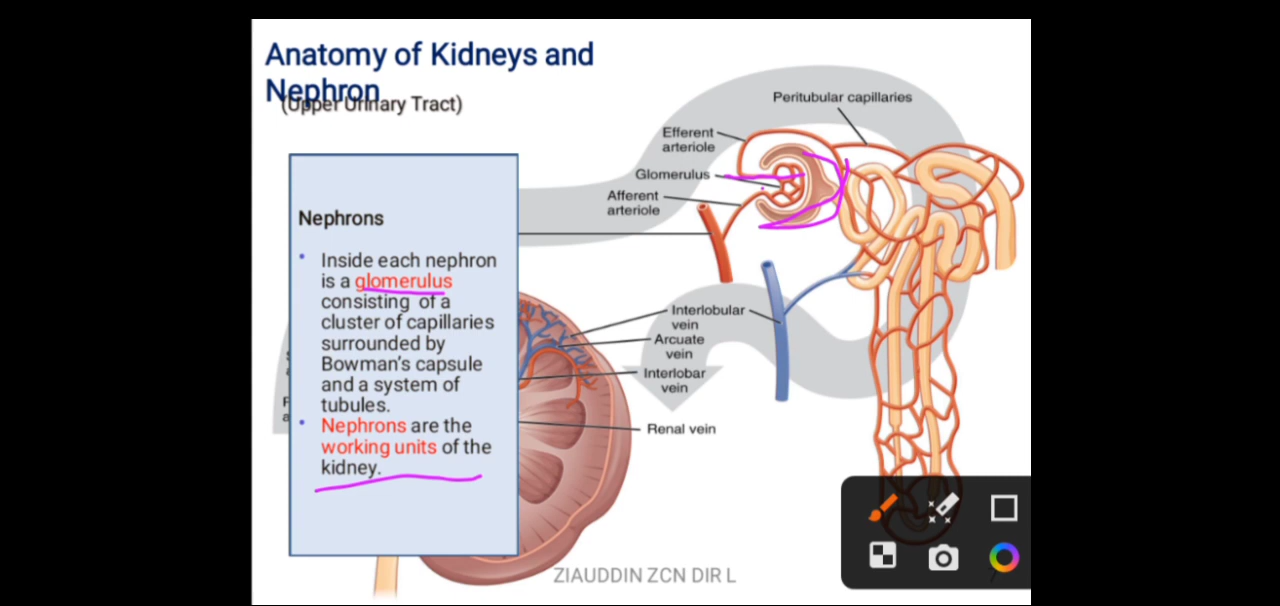 Anatomy of Kidneys and
Nephron
(Upper Urinary Tract)
Peritubular capillaries
Efferent
arteriole
Glomerulus
Afferent
arteriole
Nephrons
• Inside each nephron
is a glomerulus
consisting of a
cluster of capillaries
surrounded by
Bowman's capsule
and a system of
tubules.
• Nephrons are the
working units of the
kidney.
Interlobular
vein
Arcuate
vein
Interlobar
vein
Renal vein
ZIAUDDIN ZCN DIR L